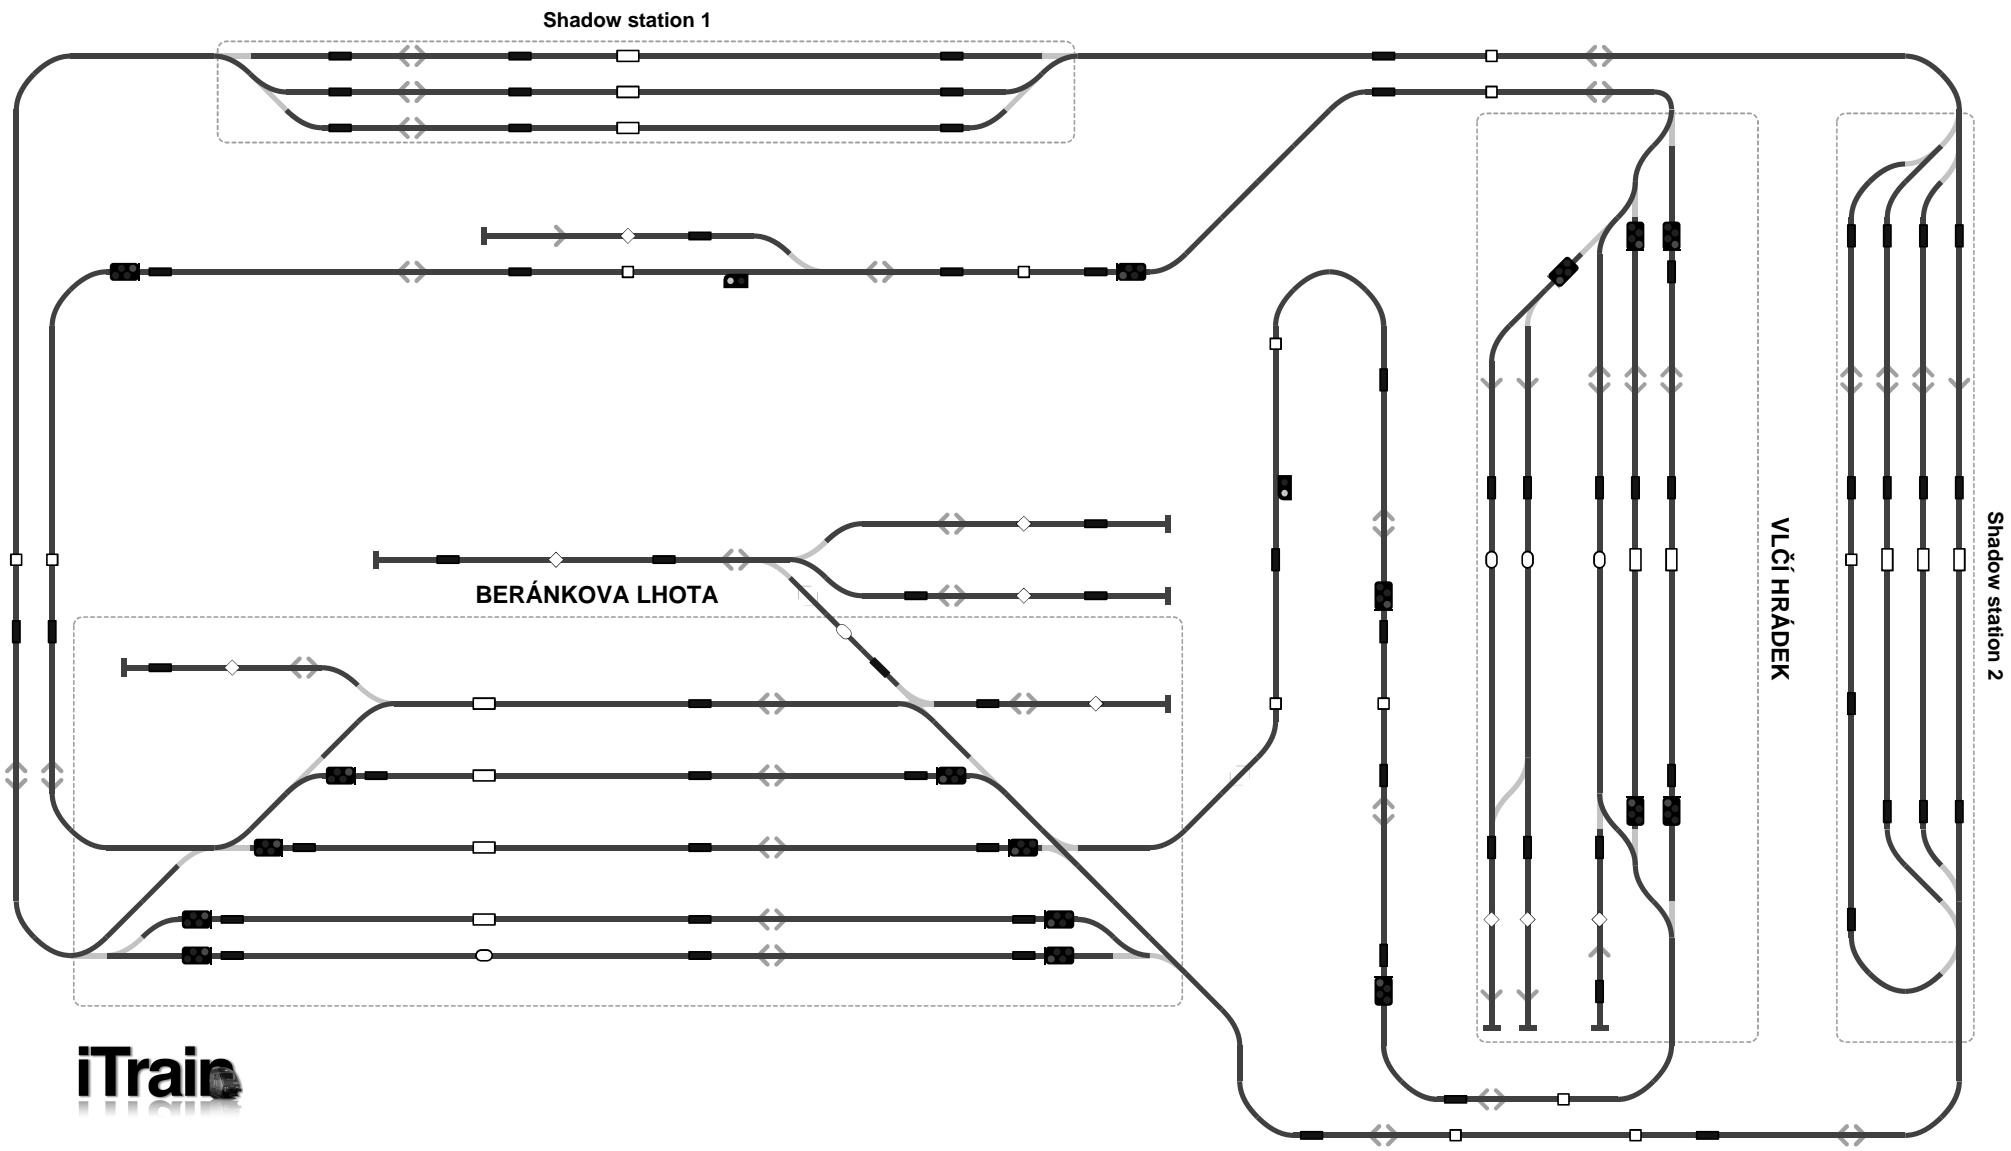 Shadow station 1
BERÁNKOVA LHOTA
VLČÍ HRÁDEK
Shadow station 2
iTrain